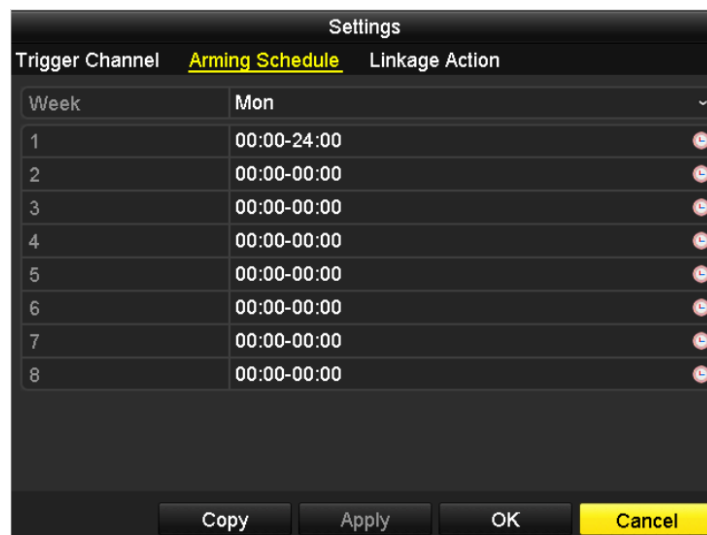 Settings
Trigger Channel Arming Schedule Linkage Action
Week Mon
1 00:00-24:00
2 00:00-00:00
3 00:00-00:00
4 00:00-00:00
5 00:00-00:00
6 00:00-00:00
7 00:00-00:00
8 00:00-00:00
Copy Apply OK Cancel